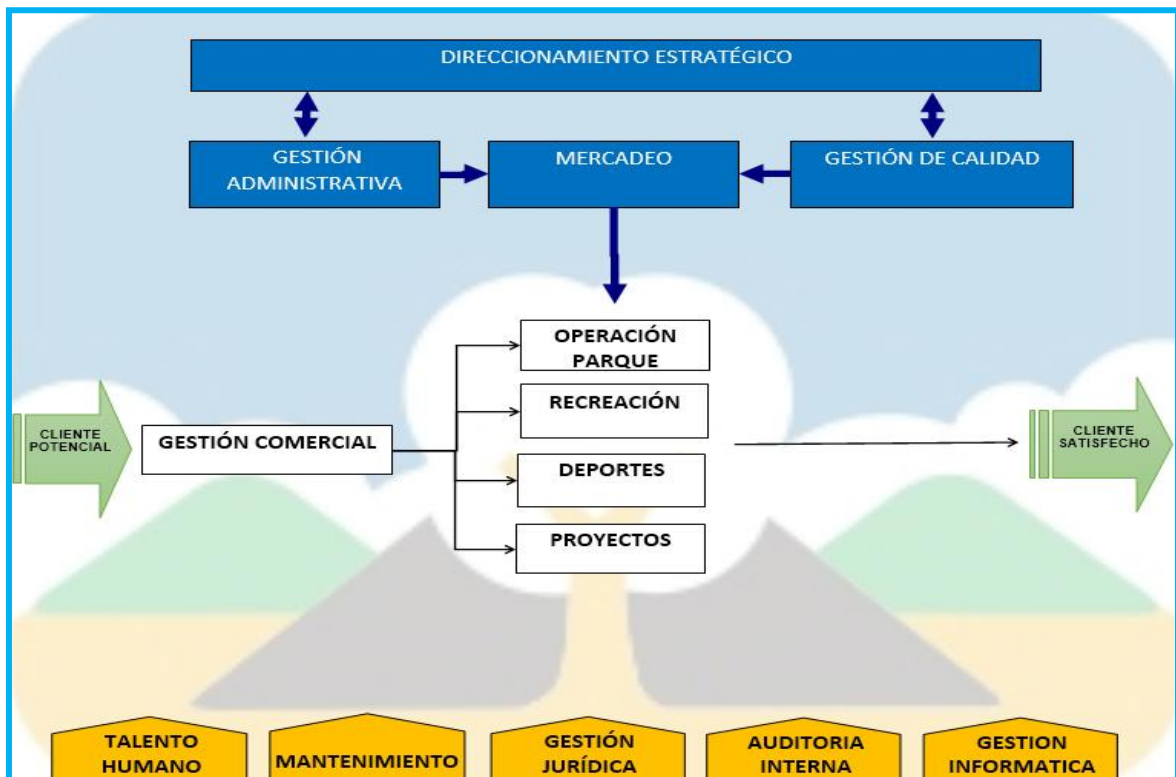 DIRECCIONAMIENTO ESTRATÉGICO
GESTIÓN
ADMINISTRATIVA
MERCADEO
GESTIÓN DE CALIDAD
OPERACIÓN
PARQUE
RECREACIÓN
CLIENTE
POTENCIAL
GESTIÓN COMERCIAL
CLIENTE
SATISFECHO
DEPORTES
PROYECTOS
TALENTO
HUMANO
MANTENIMIENTO
GESTIÓN
JURÍDICA
AUDITORIA
INTERNA
GESTION
INFORMATICA